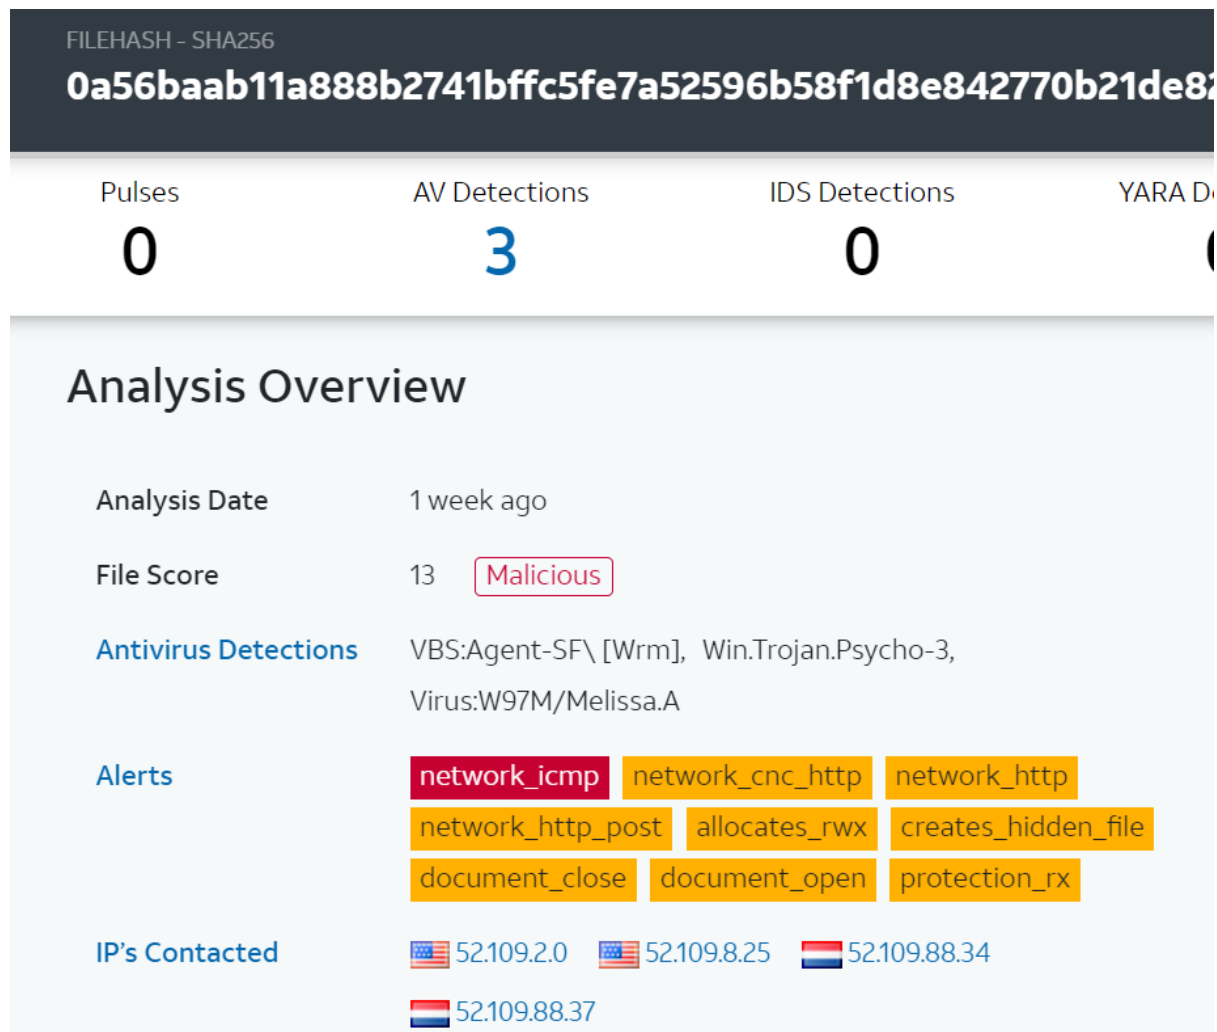 FILEHASH - SHA256
0a56baab11a888b2741bffc5fe7a52596b58f1d8e842770b21de82
Pulses AV Detections IDS Detections YARA D
0 3 0
Analysis Overview
Analysis Date 1 week ago
File Score 13 Malicious
Antivirus Detections VBS:Agent-SF\ [Wrm], Win.Trojan.Psycho-3,
Virus:W97M/Melissa.A
Alerts network_icmp network_cnc_http network_http
network_http_post allocates_rwx creates_hidden_file
document_close document_open protection_rx
IP's Contacted 52.109.2.0 52.109.8.25 52.109.88.34
52.109.88.37